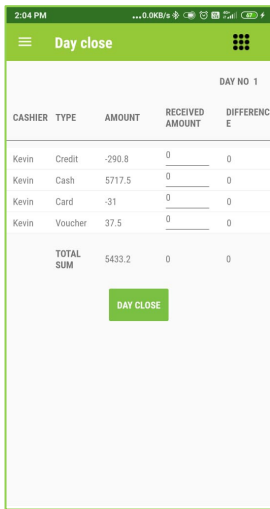 2:04 PM ...0.0KB/s 67
Day close
DAY NO 1
CASHIER TYPE AMOUNT RECEIVED AMOUNT DIFFERENC
E
Kevin Credit -290.8 0 0
Kevin Cash 5717.5 0 0
Kevin Card -31 0 0
Kevin Voucher 37.5 0 0
TOTAL SUM 5433.2 0 0
DAY CLOSE